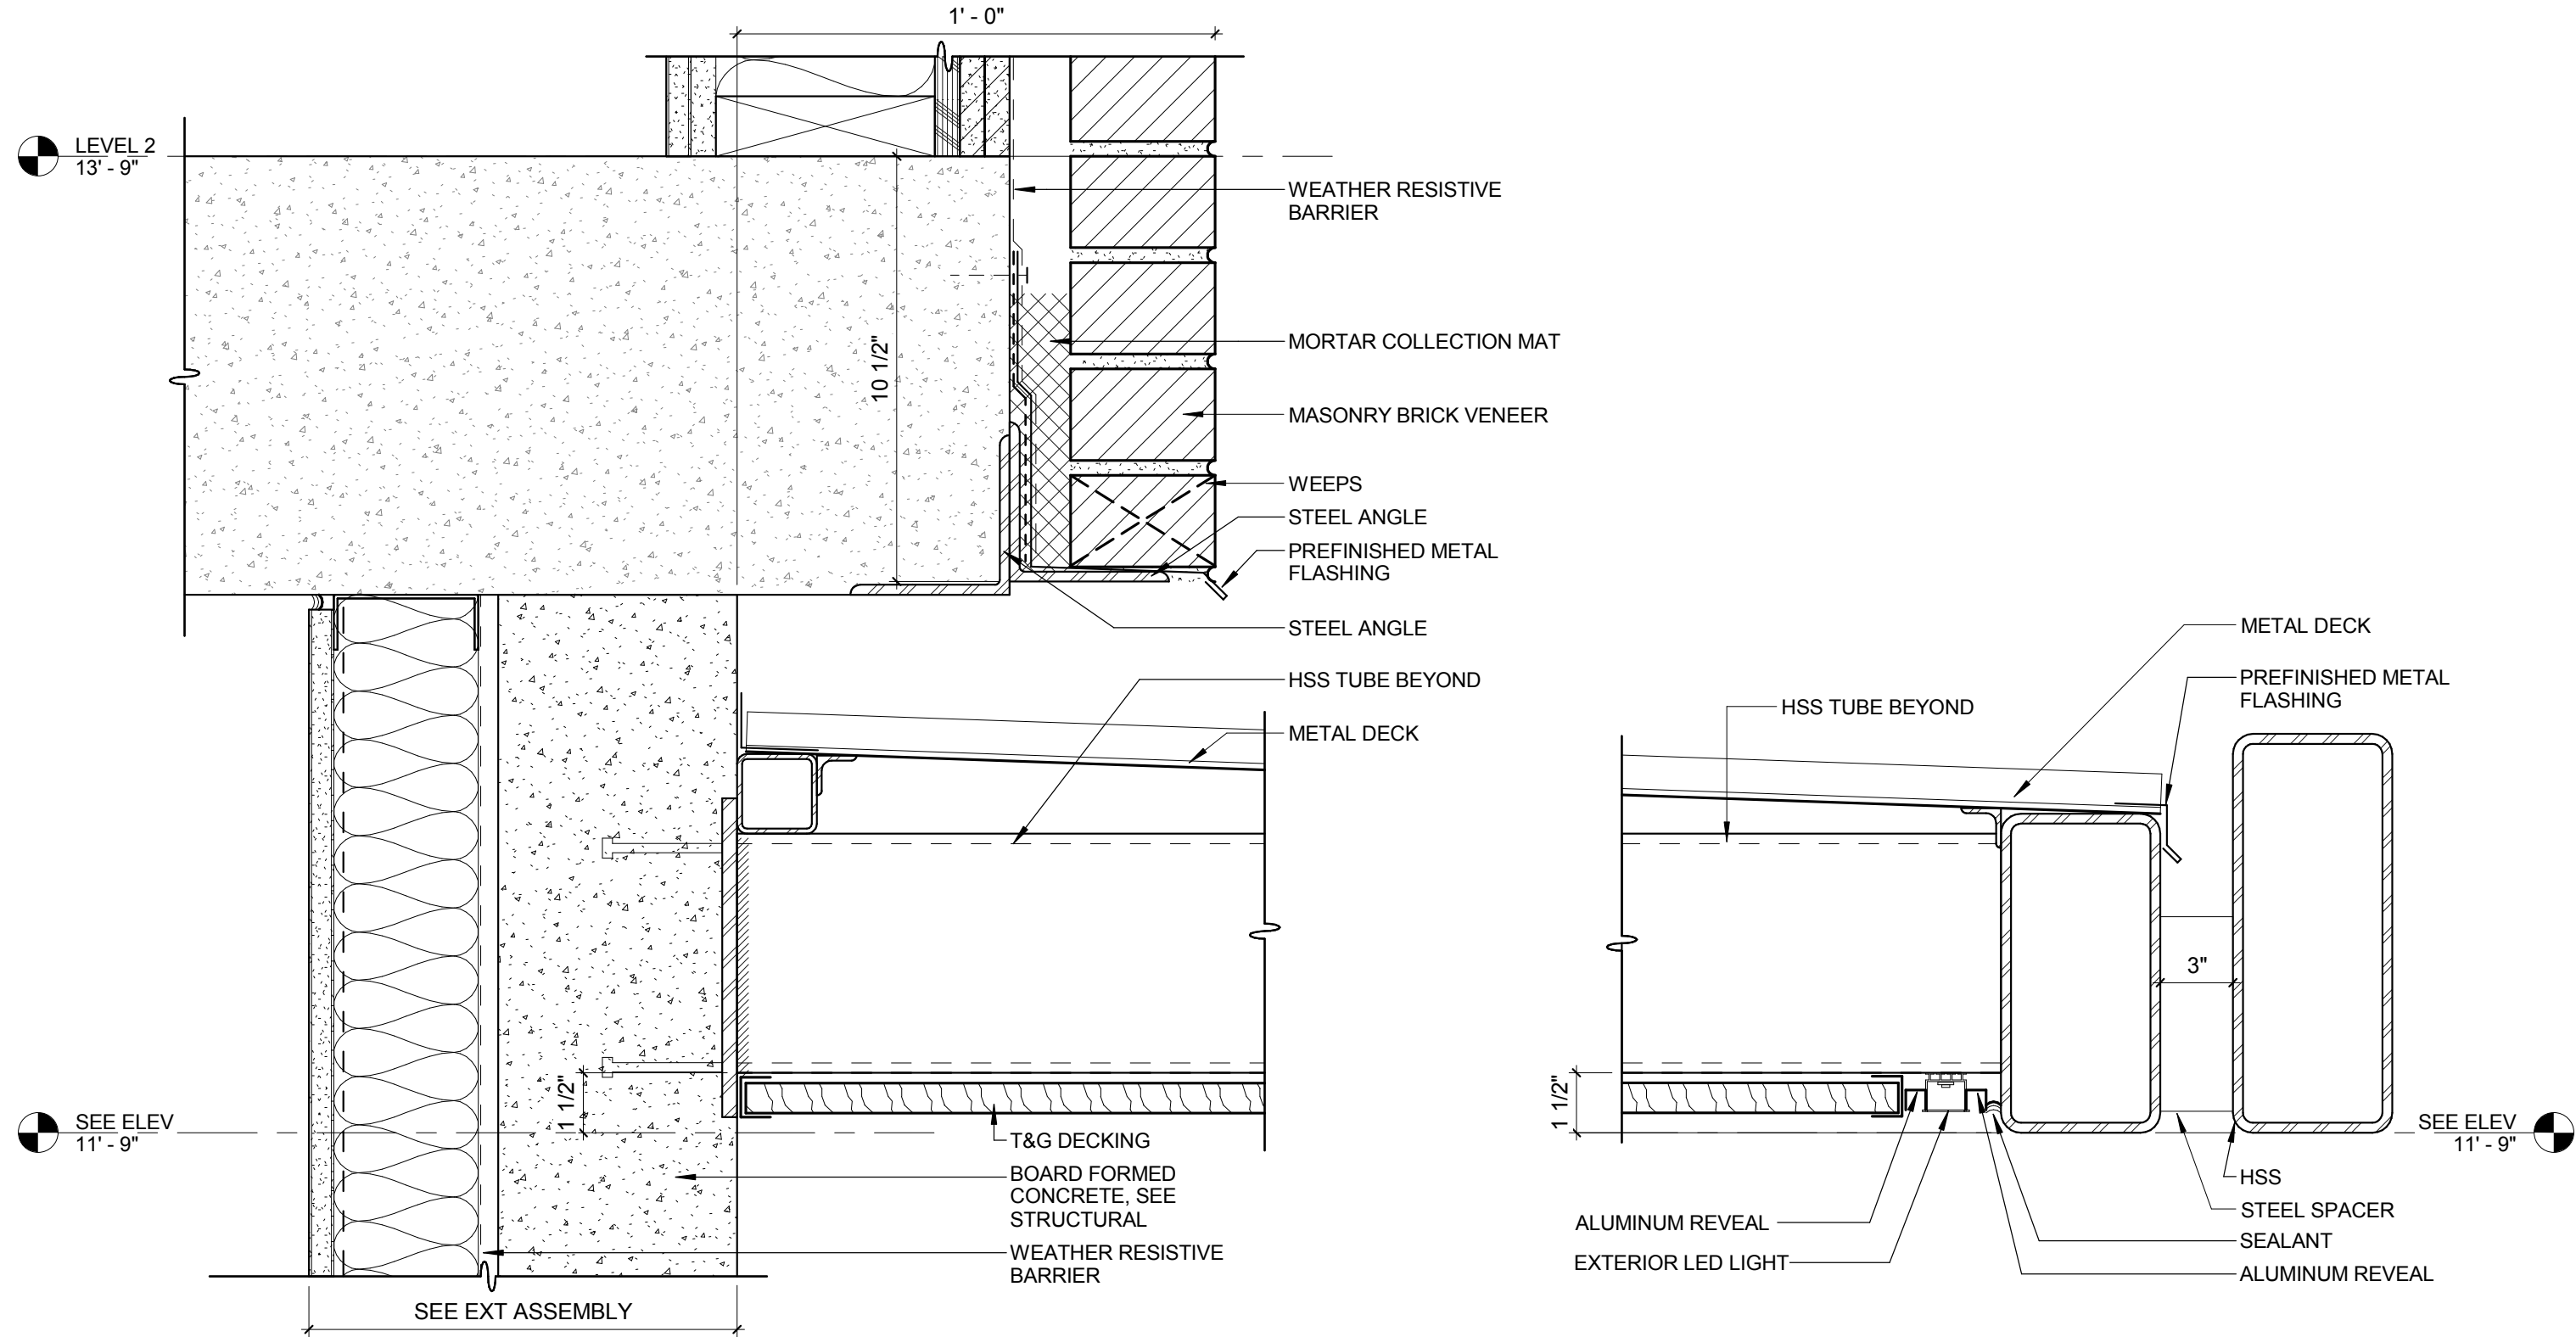 1' - 0"
LEVEL 2
13' - 9"
WEATHER RESISTIVE
BARRIER
MORTAR COLLECTION MAT
10 1/2"
MASONRY BRICK VENEER
WEEPS
STEEL ANGLE
PREFINISHED METAL
FLASHING
STEEL ANGLE
HSS TUBE BEYOND
METAL DECK
1 1/2"
SEE ELEV
11' - 9"
T&G DECKING
BOARD FORMED
CONCRETE, SEE
STRUCTURAL
WEATHER RESISTIVE
BARRIER
SEE EXT ASSEMBLY
METAL DECK
PREFINISHED METAL
FLASHING
HSS TUBE BEYOND
3"
1 1/2"
SEE ELEV
11' - 9"
HSS
STEEL SPACER
ALUMINUM REVEAL
SEALANT
EXTERIOR LED LIGHT
ALUMINUM REVEAL